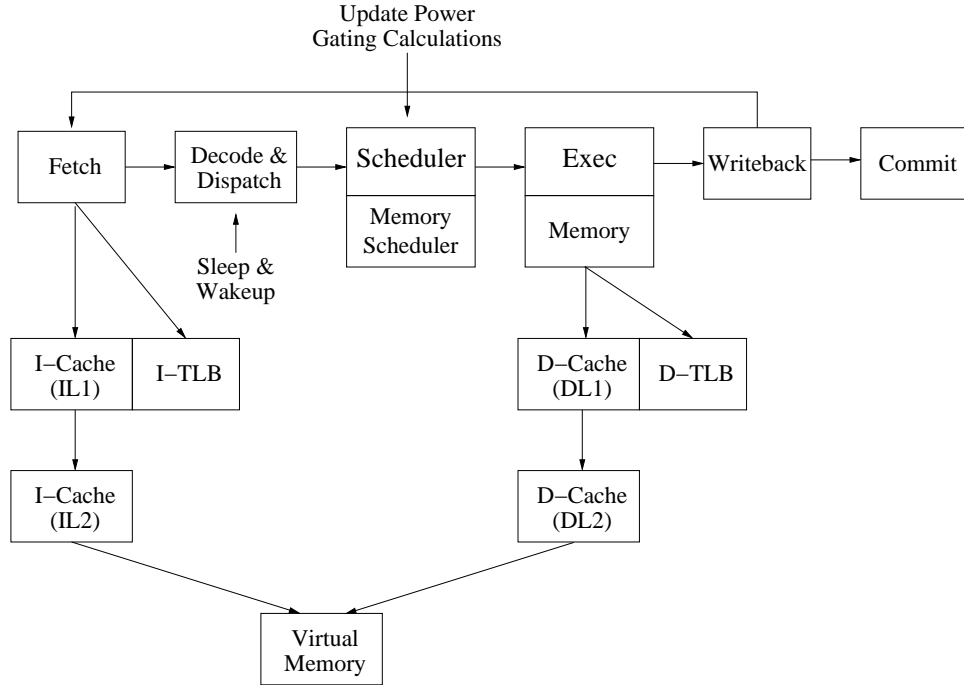 Update Power
Gating Calculations
Fetch
Decode &
Dispatch
Scheduler
Exec
Writeback
Commit
Memory
Scheduler
Memory
Sleep &
Wakeup
I−Cache
(IL1)
I−TLB
D−Cache
(DL1)
D−TLB
I−Cache
(IL2)
D−Cache
(DL2)
Virtual
Memory